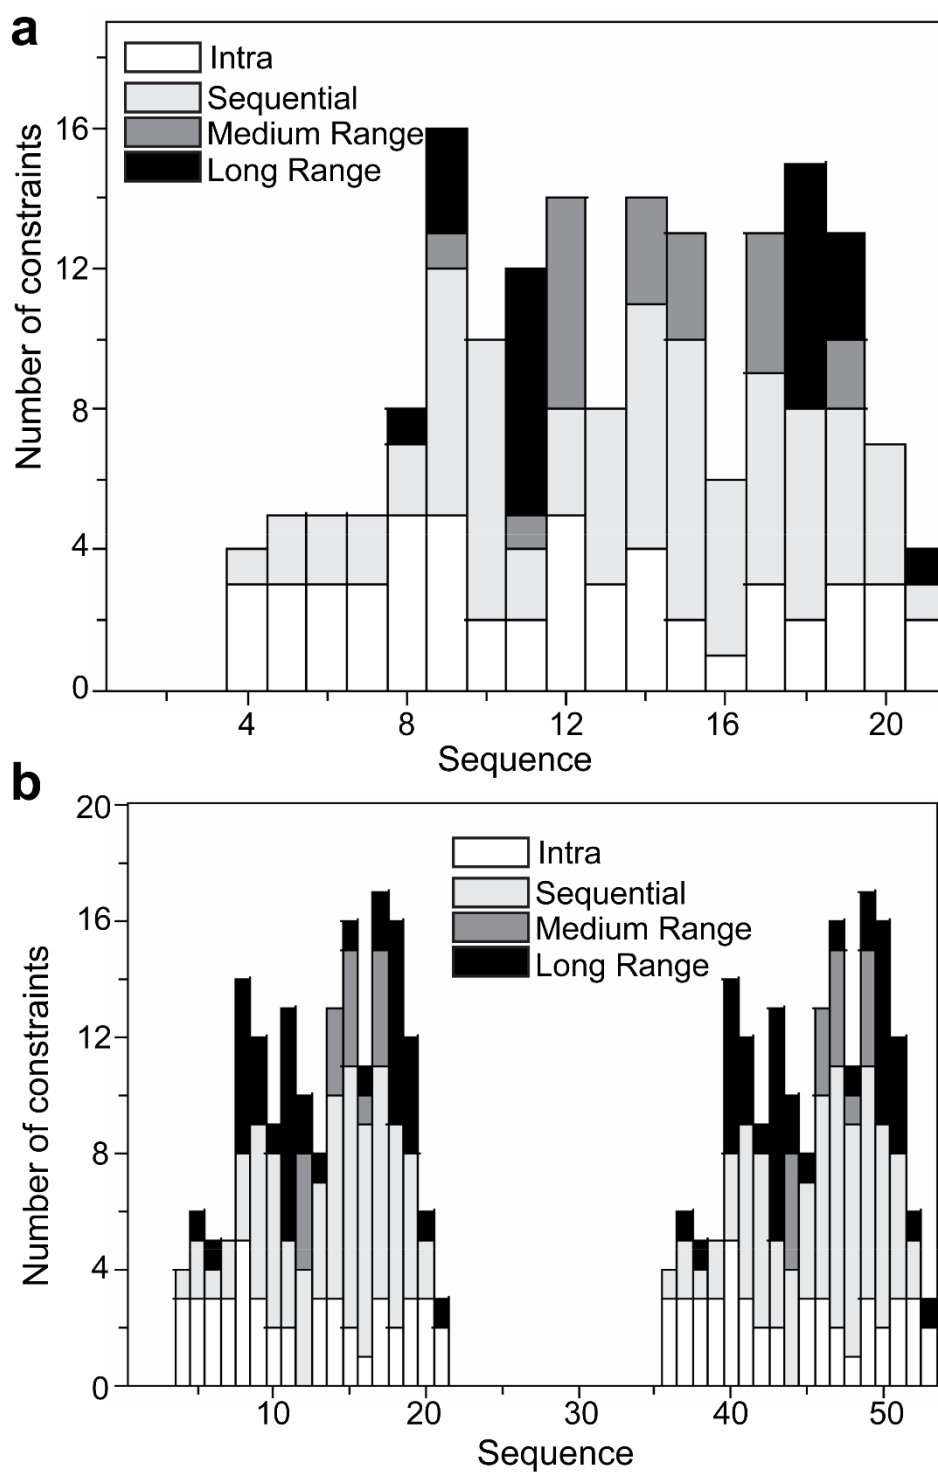 a
Intra
Sequential
Medium Range
Long Range
Number of constraints
16
12
8
4
0
4 8 12 16 20
Sequence
b
20
Intra
Sequential
Medium Range
Long Range
Number of constraints
16
12
8
4
0
10 20 30 40 50
Sequence